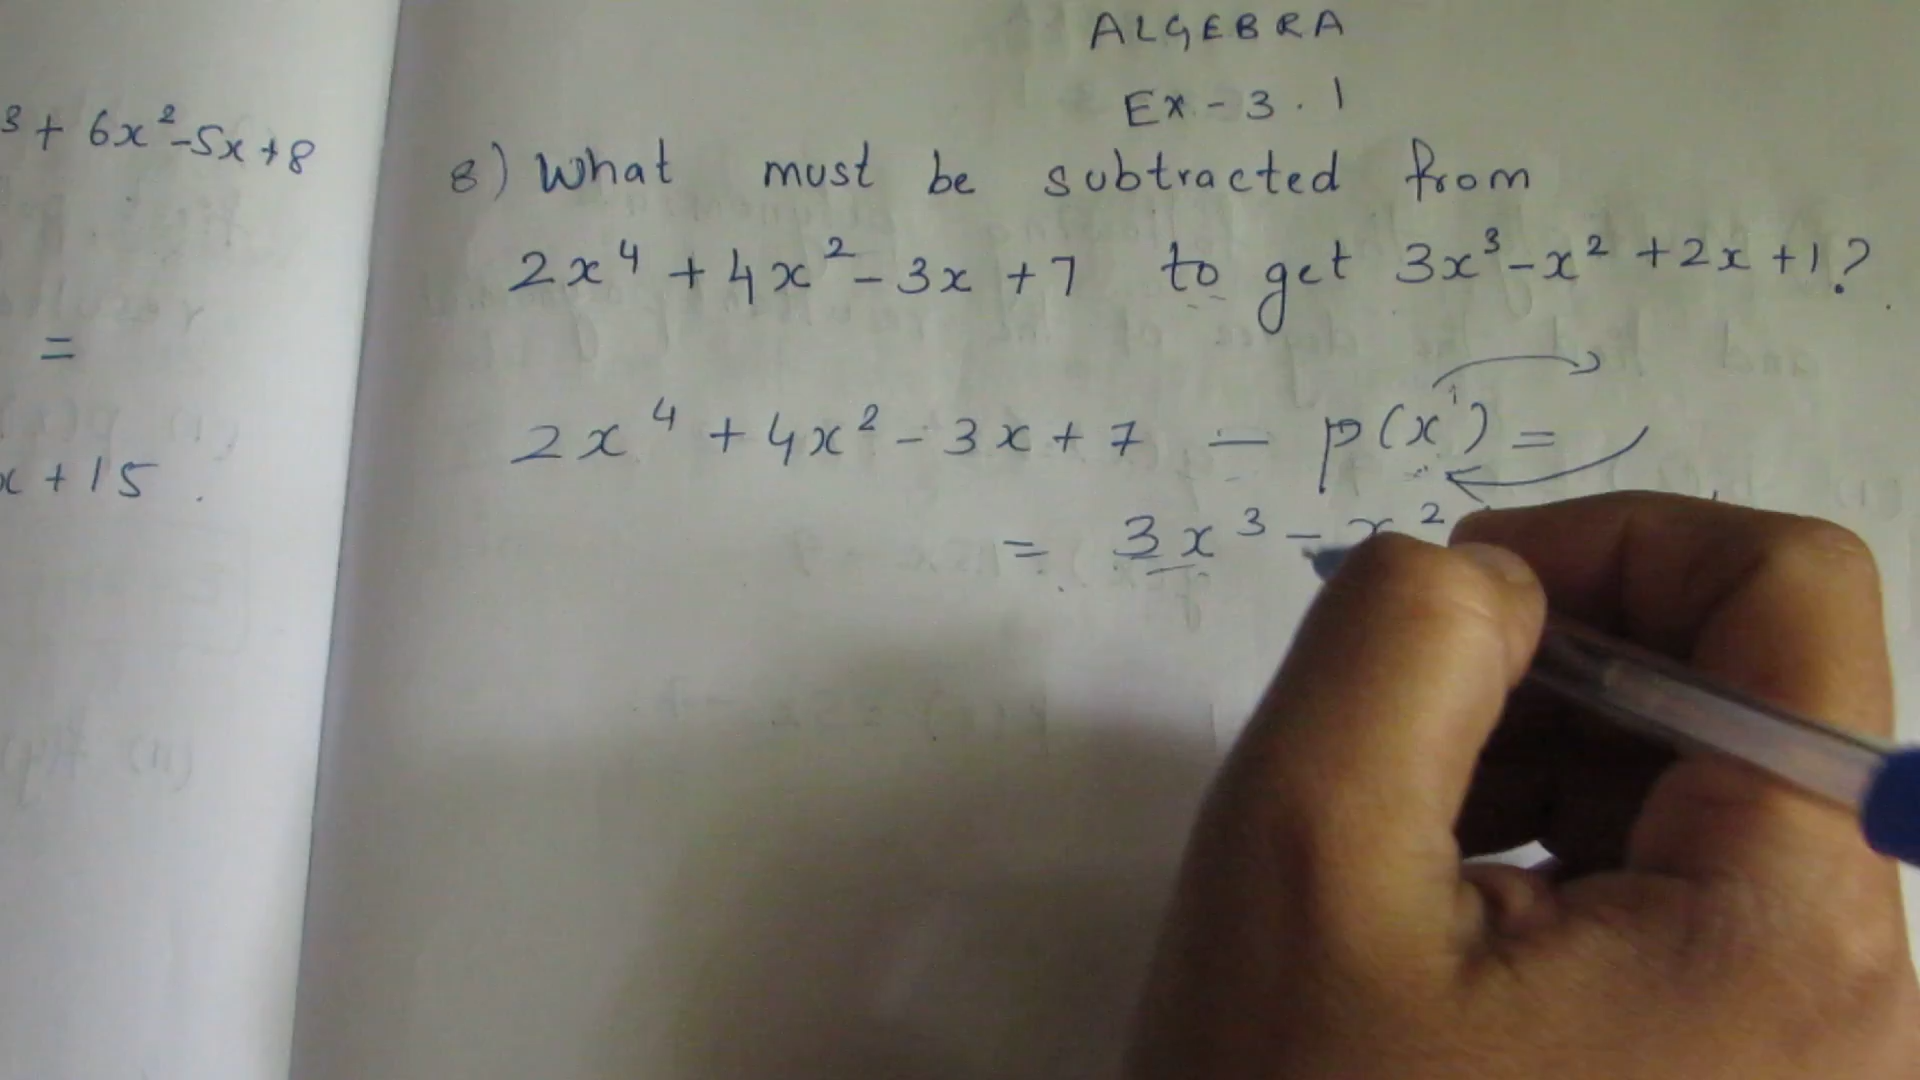 3 + 6x² - 5x + 8
=
x + 15
ALGEBRA
Ex - 3.1
8) What must be subtracted from
2x⁴ + 4x² - 3x + 7 to get 3x³ - x² + 2x + 1?
2x⁴ + 4x² - 3x + 7 — p(x) =
= 3x³ - x²